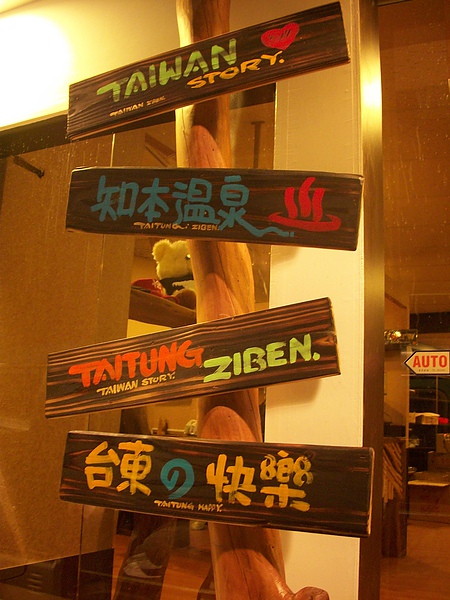 TAIWAN
STORY.
TAIWAN ZIBEN.
知本温泉
TAITUNG. ZIBEN.
TAITUNG ZIBEN.
TAIWAN STORY.
台東の快樂
TAITUNG HAPPY.
AUTO